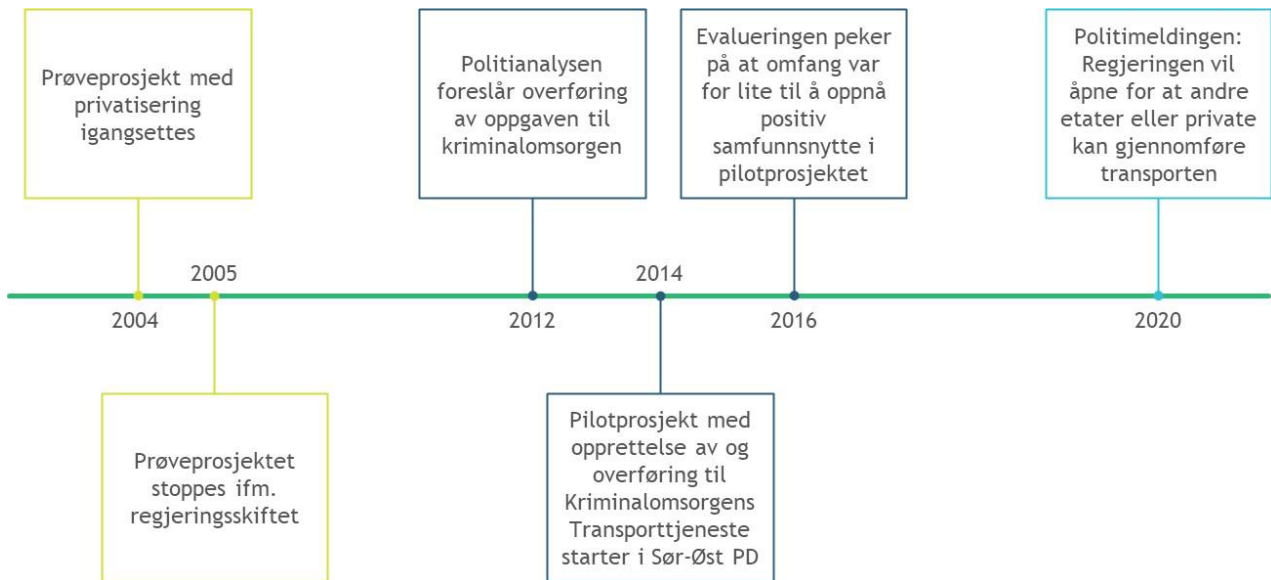 Prøveprosjekt med
privatisering
igangsettes
Politianalysen
foreslår overføring
av oppgaven til
kriminalomsorgen
Evalueringen peker
på at omfang var
for lite til å oppnå
positiv
samfunnsnytte i
pilotprosjektet
Politimeldingen:
Regjeringen vil
åpne for at andre
etater eller private
kan gjennomføre
transporten
2005
2014
2004
2012
2016
2020
Prøveprosjektet
stoppes ifm.
regjeringsskiftet
Pilotprosjekt med
opprettelse av og
overføring til
Kriminalomsorgens
Transporttjeneste
starter i Sør-Øst PD